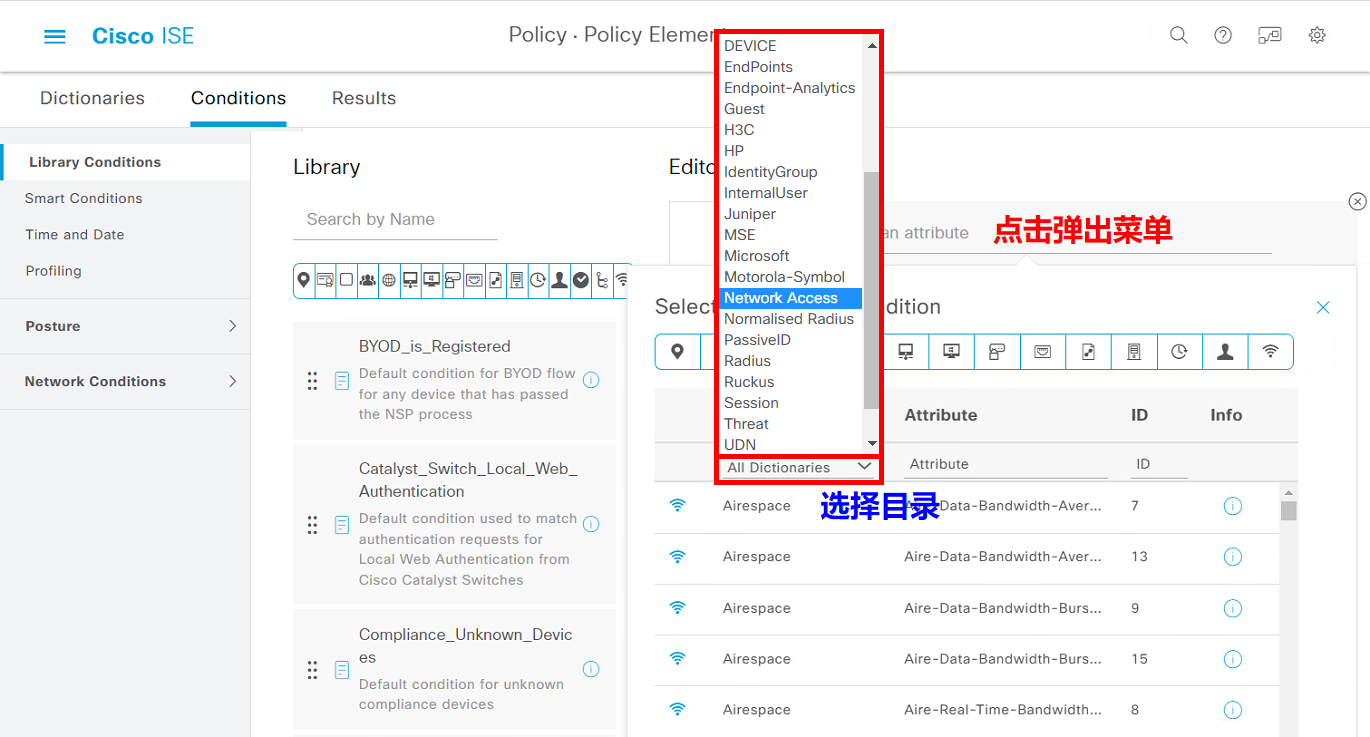 Cisco ISE
Policy · Policy Element
Dictionaries
Conditions
Results
Library Conditions
Smart Conditions
Time and Date
Profiling
Posture
Network Conditions
Library
Search by Name
BYOD_is_Registered
Default condition for BYOD flow
for any device that has passed
the NSP process
Catalyst_Switch_Local_Web_
Authentication
Default condition used to match
authentication requests for
Local Web Authentication from
Cisco Catalyst Switches
Compliance_Unknown_Devic
es
Default condition for unknown
compliance devices
Edito
an attribute
点击弹出菜单
DEVICE
EndPoints
Endpoint-Analytics
Guest
H3C
HP
IdentityGroup
InternalUser
Juniper
MSE
Microsoft
Motorola-Symbol
Network Access
Normalised Radius
PassiveID
Radius
Ruckus
Session
Threat
UDN
All Dictionaries
选择目录
Select
dition
Attribute ID Info
Attribute ID
Airespace Aire-Data-Bandwidth-Aver... 7
Airespace Aire-Data-Bandwidth-Aver... 13
Airespace Aire-Data-Bandwidth-Burs... 9
Airespace Aire-Data-Bandwidth-Burs... 15
Airespace Aire-Real-Time-Bandwidth... 8